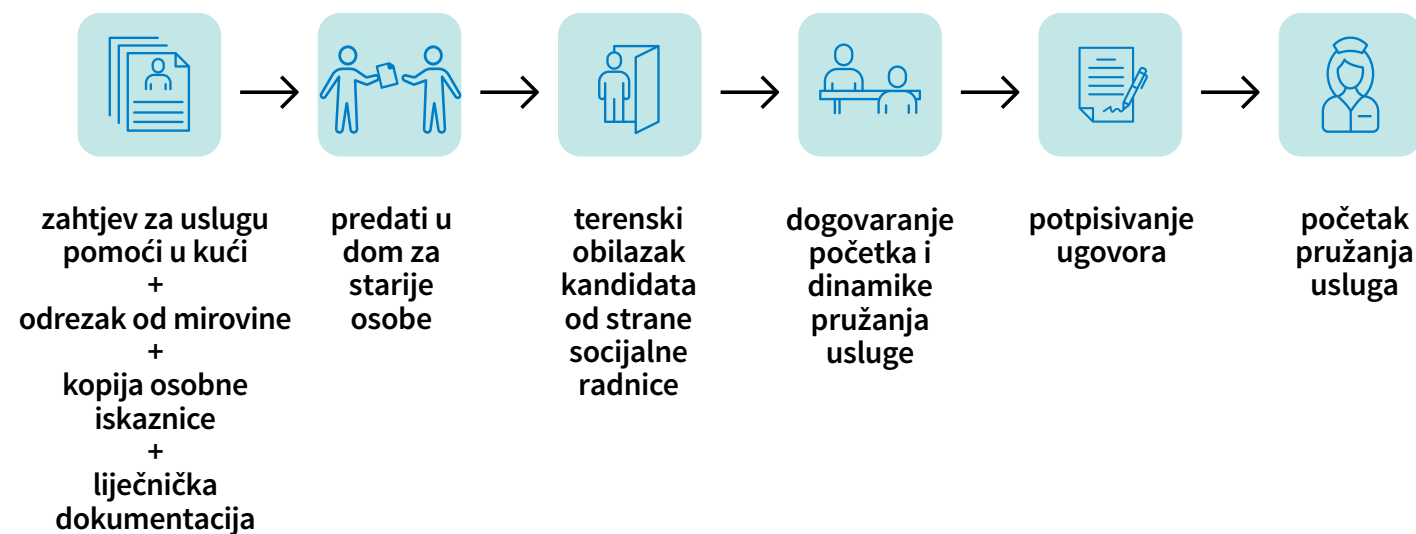 zahtjev za uslugu
pomoći u kući
+
odrezak od mirovine
+
kopija osobne
iskaznice
+
liječnička
dokumentacija
predati u
dom za
starije
osobe
terenski
obilazak
kandidata
od strane
socijalne
radnice
dogovaranje
početka i
dinamike
pružanja
usluge
potpisivanje
ugovora
početak
pružanja
usluga